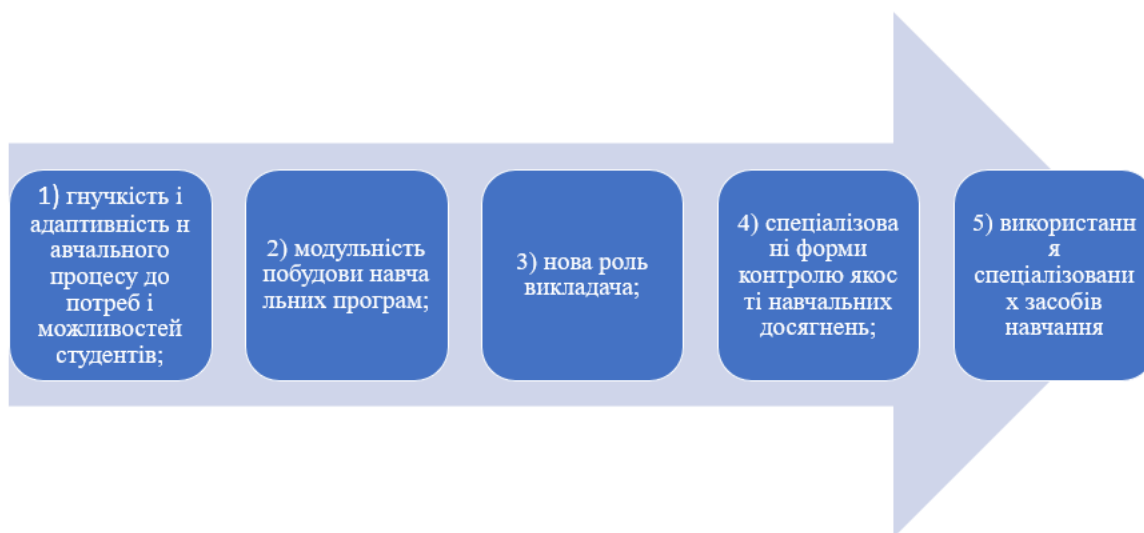 1) гнучкість і
адаптивність н
авчального
процесу до
потреб і
можливостей
студентів;
2) модульність
побудови навча
льних програм;
3) нова роль
викладача;
4) спеціалізова
ні форми
контролю якос
ті навчальних
досягнень;
5) використанн
я
спеціалізовани
х засобів
навчання